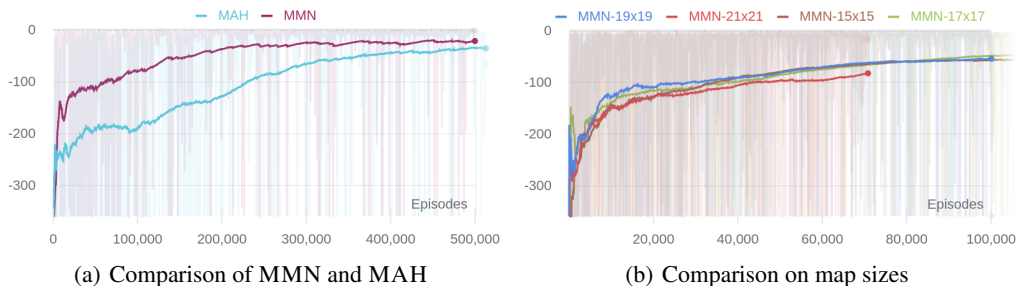 MAH MMN
0
-100
-200
-300
Episodes
0 100,000 200,000 300,000 400,000 500,000
(a) Comparison of MMN and MAH
MMN-19x19 MMN-21x21 MMN-15x15 MMN-17x17
0
-100
-200
-300
Episodes
20,000 40,000 60,000 80,000 100,000
(b) Comparison on map sizes